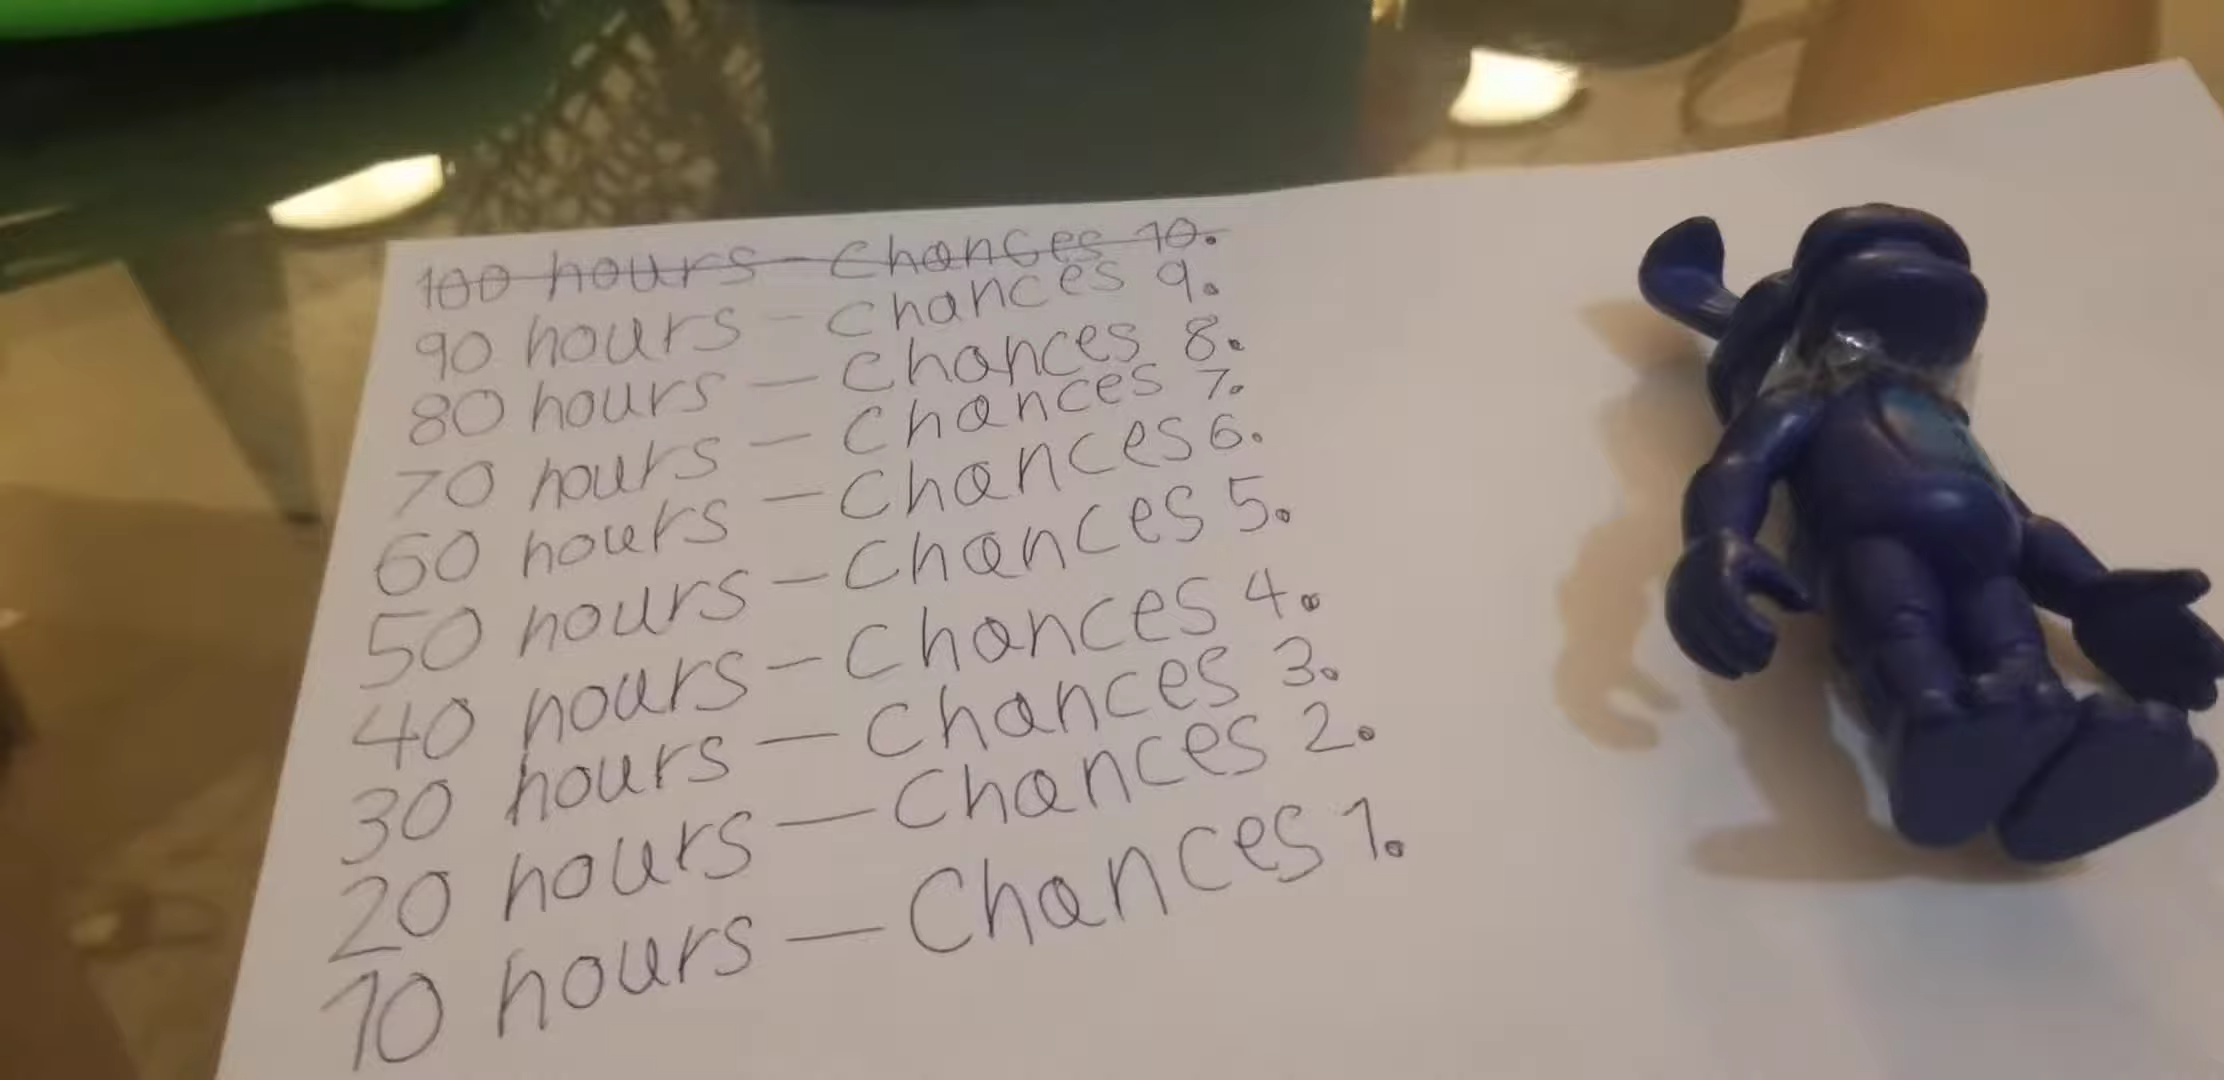 100 hours - Chances 10.
90 hours - Chances 9.
80 hours - Chances 8.
70 hours - Chances 7.
60 hours - Chances 6.
50 hours - Chances 5.
40 hours - Chances 4.
30 hours - Chances 3.
20 hours - Chances 2.
10 hours - Chances 1.